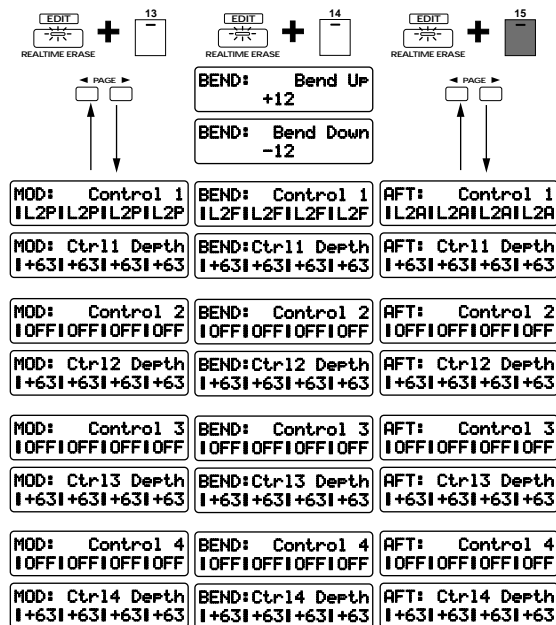 EDIT
13
REALTIME ERASE
EDIT
14
REALTIME ERASE
EDIT
15
REALTIME ERASE
◄ PAGE ►
◄ PAGE ►
BEND: Bend Up
+12
BEND: Bend Down
-12
MOD: Control 1
|L2P|L2P|L2P|L2P
BEND: Control 1
|L2F|L2F|L2F|L2F
AFT: Control 1
|L2A|L2A|L2A|L2A
MOD: Ctrl1 Depth
|+63|+63|+63|+63
BEND:Ctrl1 Depth
|+63|+63|+63|+63
AFT: Ctrl1 Depth
|+63|+63|+63|+63
MOD: Control 2
|OFF|OFF|OFF|OFF
BEND: Control 2
|OFF|OFF|OFF|OFF
AFT: Control 2
|OFF|OFF|OFF|OFF
MOD: Ctrl2 Depth
|+63|+63|+63|+63
BEND:Ctrl2 Depth
|+63|+63|+63|+63
AFT: Ctrl2 Depth
|+63|+63|+63|+63
MOD: Control 3
|OFF|OFF|OFF|OFF
BEND: Control 3
|OFF|OFF|OFF|OFF
AFT: Control 3
|OFF|OFF|OFF|OFF
MOD: Ctrl3 Depth
|+63|+63|+63|+63
BEND:Ctrl3 Depth
|+63|+63|+63|+63
AFT: Ctrl3 Depth
|+63|+63|+63|+63
MOD: Control 4
|OFF|OFF|OFF|OFF
BEND: Control 4
|OFF|OFF|OFF|OFF
AFT: Control 4
|OFF|OFF|OFF|OFF
MOD: Ctrl4 Depth
|+63|+63|+63|+63
BEND:Ctrl4 Depth
|+63|+63|+63|+63
AFT: Ctrl4 Depth
|+63|+63|+63|+63